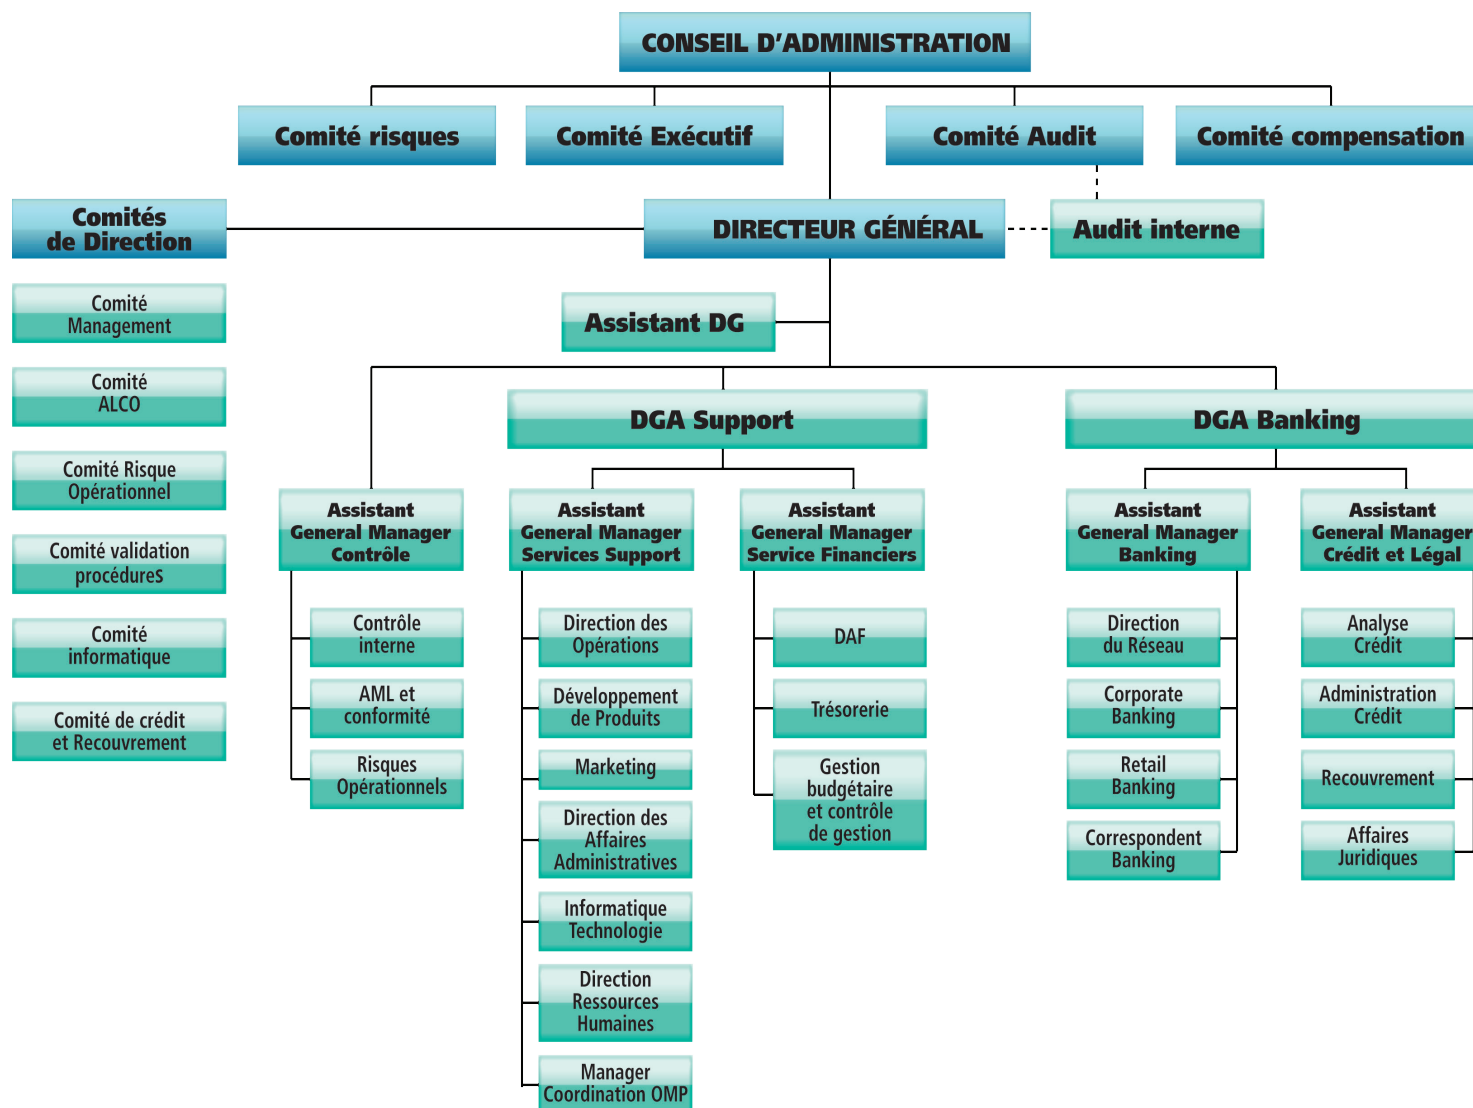 CONSEIL D’ADMINISTRATION
Comité risques
Comité Exécutif
Comité Audit
Comité compensation
Comités
de Direction
DIRECTEUR GÉNÉRAL
Audit interne
Comité
Management
Comité
ALCO
Comité Risque
Opérationnel
Comité validation
procédures
Comité
informatique
Comité de crédit
et Recouvrement
Assistant DG
DGA Support
DGA Banking
Assistant
General Manager
Contrôle
Contrôle
interne
AML et
conformité
Risques
Opérationnels
Assistant
General Manager
Services Support
Direction des
Opérations
Développement
de Produits
Marketing
Direction des
Affaires
Administratives
Informatique
Technologie
Direction
Ressources
Humaines
Manager
Coordination OMP
Assistant
General Manager
Service Financiers
DAF
Trésorerie
Gestion
budgétaire
et contrôle
de gestion
Assistant
General Manager
Banking
Direction
du Réseau
Corporate
Banking
Retail
Banking
Correspondent
Banking
Assistant
General Manager
Crédit et Légal
Analyse
Crédit
Administration
Crédit
Recouvrement
Affaires
Juridiques